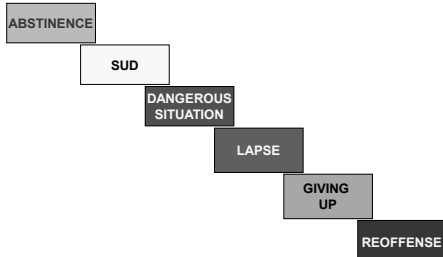 ABSTINENCE
SUD
DANGEROUS
SITUATION
LAPSE
GIVING
UP
REOFFENSE